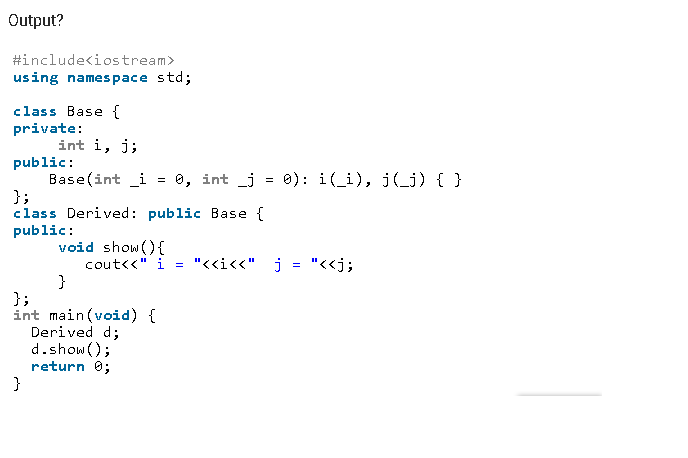 Output?
#include<iostream>
using namespace std;
class Base {
private:
int i, j;
public:
Base(int _i = 0, int _j = 0): i(_i), j(_j) { }
};
class Derived: public Base {
public:
void show(){
cout<<" i = "<<i<<"  j = "<<j;
}
};
int main(void) {
Derived d;
d.show();
return 0;
}